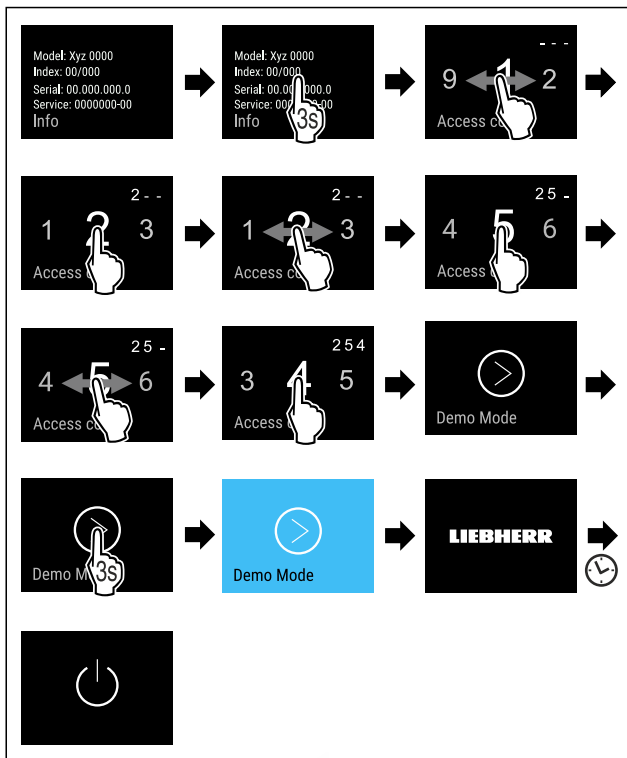 Model: Xyz 0000
Index: 00/000
Serial: 00.000.000.0
Service: 0000000-00
Info
Model: Xyz 0000
Index: 00/000
Serial: 00.000.0
Service: 000 00
Info
3s
- - -
9 1 2
Access co
2 - -
1 2 3
Access
2 - -
1 2 3
Access co
2 5 -
4 5 6
Access
2 5 -
4 5 6
Access co
2 5 4
3 4 5
Access
Demo Mode
Demo M
3s
Demo Mode
LIEBHERR